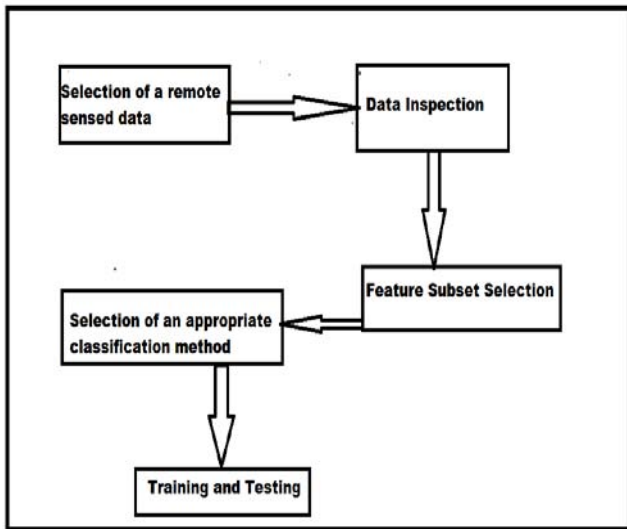 Selection of a remote
sensed data
Data Inspection
Feature Subset Selection
Selection of an appropriate
classification method
Training and Testing